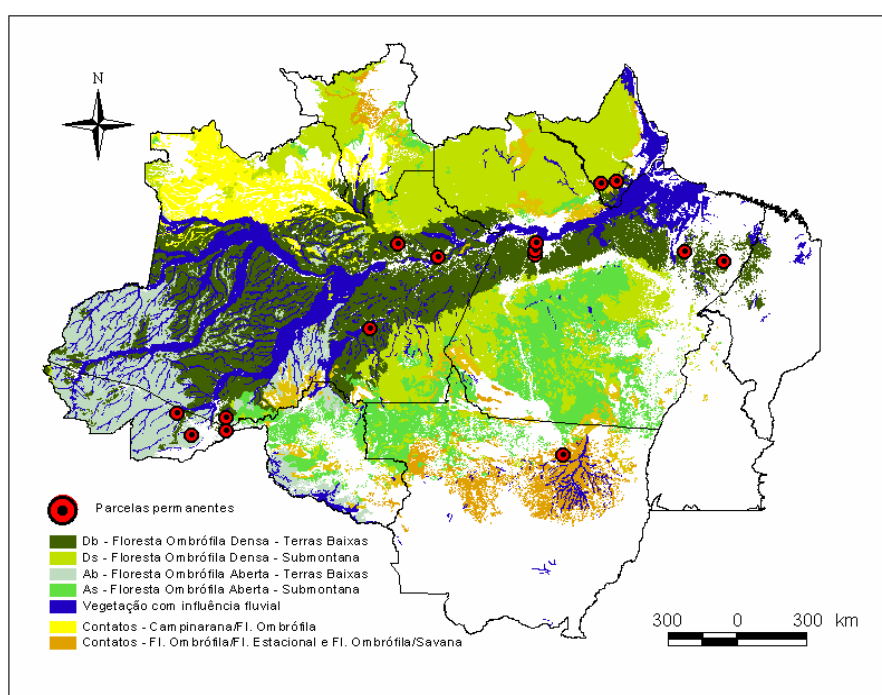 N
Parcelas permanentes
Db - Floresta Ombrófila Densa - Terras Baixas
Ds - Floresta Ombrófila Densa - Submontana
Ab - Floresta Ombrófila Aberta - Terras Baixas
As - Floresta Ombrófila Aberta - Submontana
Vegetação com influência fluvial
Contatos - Campinarana/Fl. Ombrófila
Contatos - Fl. Ombrófila/Fl. Estacional e Fl. Ombrófila/Savana
300 0 300 km